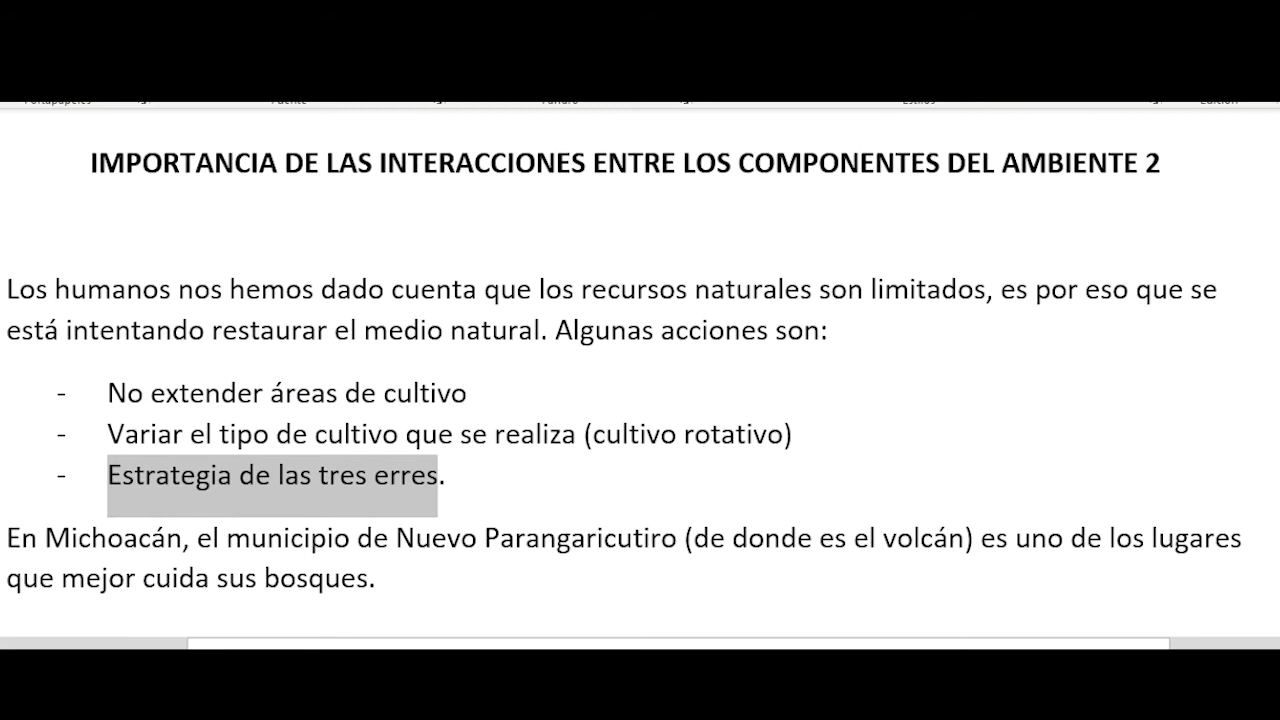 IMPORTANCIA DE LAS INTERACCIONES ENTRE LOS COMPONENTES DEL AMBIENTE 2
Los humanos nos hemos dado cuenta que los recursos naturales son limitados, es por eso que se
está intentando restaurar el medio natural. Algunas acciones son:
- No extender áreas de cultivo
- Variar el tipo de cultivo que se realiza (cultivo rotativo)
- Estrategia de las tres erres.
En Michoacán, el municipio de Nuevo Parangaricutiro (de donde es el volcán) es uno de los lugares
que mejor cuida sus bosques.